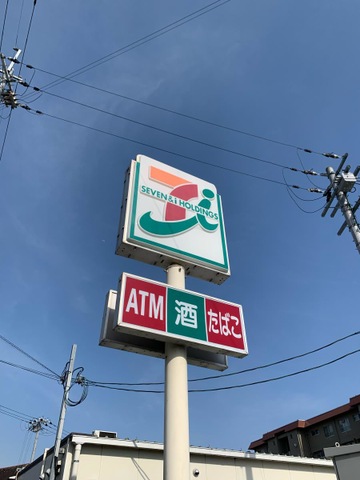 SEVEN & i HOLDINGS
ATM 酒 たばこ